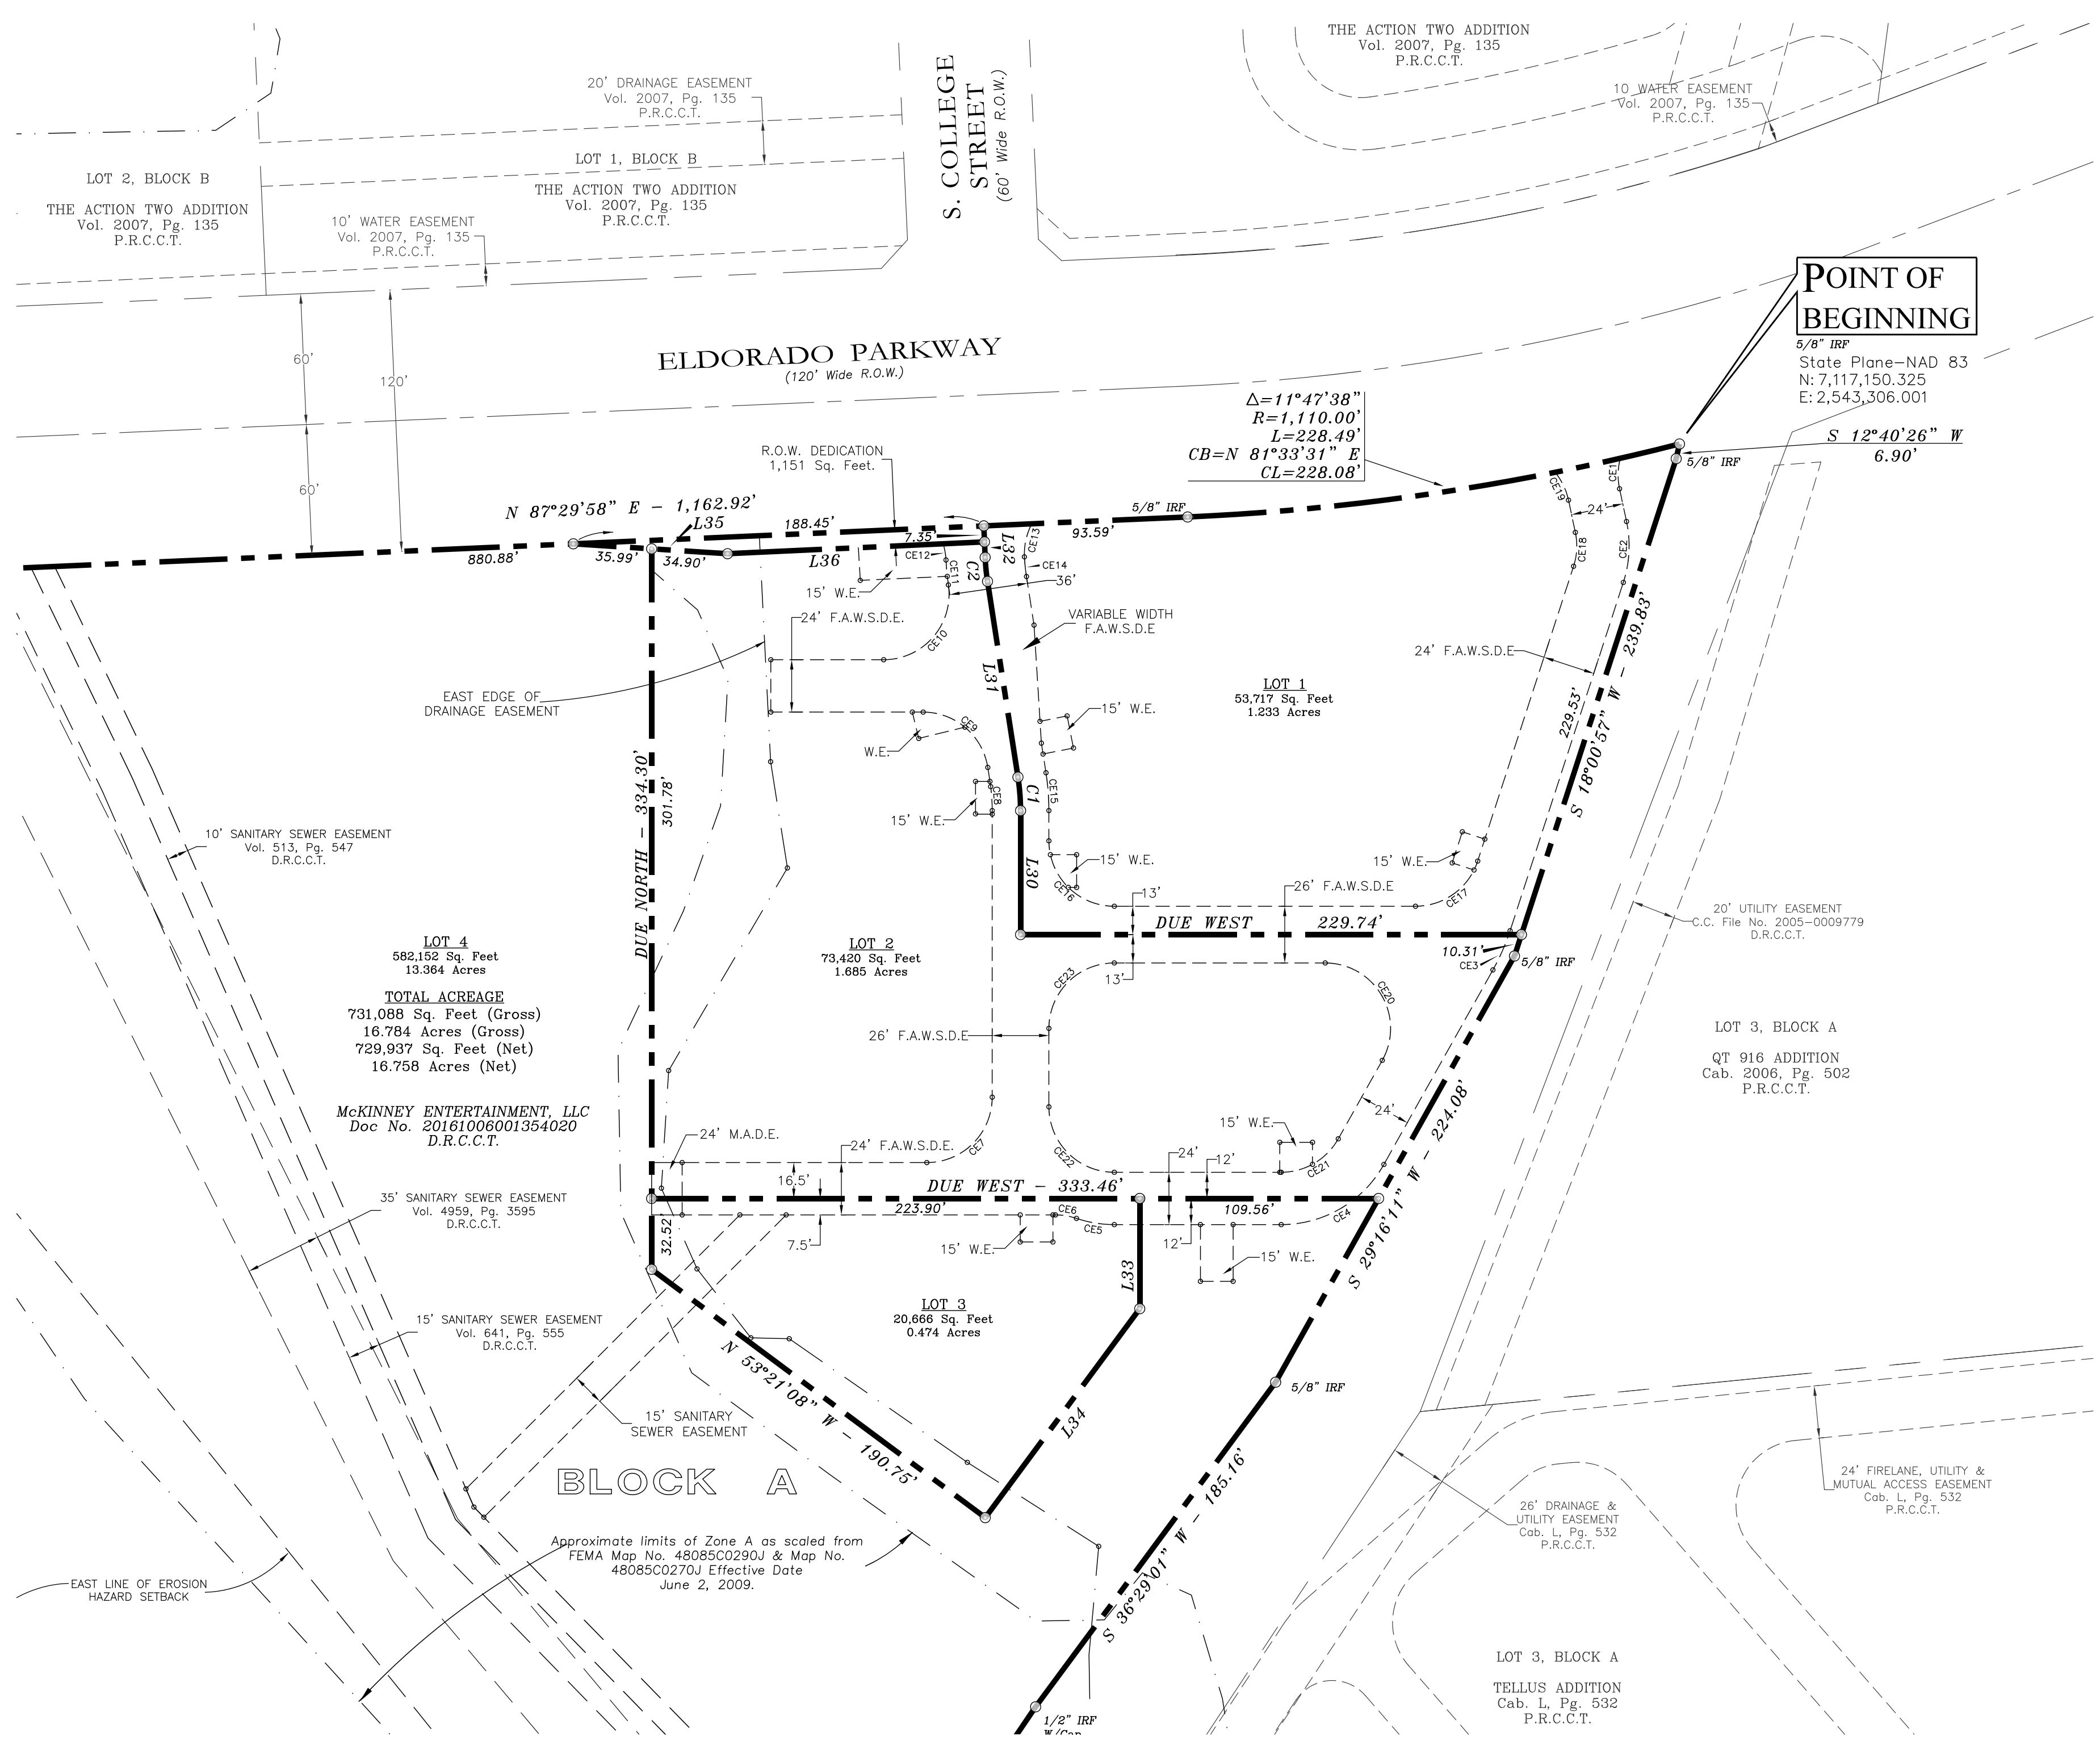 THE ACTION TWO ADDITION
Vol. 2007, Pg. 135
P.R.C.C.T.
20' DRAINAGE EASEMENT
Vol. 2007, Pg. 135
P.R.C.C.T.
S. COLLEGE
STREET
(60' Wide R.O.W.)
10 WATER EASEMENT
Vol. 2007, Pg. 135
P.R.C.C.T.
LOT 2, BLOCK B
THE ACTION TWO ADDITION
Vol. 2007, Pg. 135
P.R.C.C.T.
LOT 1, BLOCK B
THE ACTION TWO ADDITION
Vol. 2007, Pg. 135
P.R.C.C.T.
10' WATER EASEMENT
Vol. 2007, Pg. 135
P.R.C.C.T.
POINT OF
BEGINNING
5/8" IRF
State Plane-NAD 83
N: 7,117,150.325
E: 2,543,306.001
60'
120'
60'
ELDORADO PARKWAY
(120' Wide R.O.W.)
Δ=11°47'38"
R=1,110.00'
L=228.49'
CB=N 81°33'31" E
CL=228.08'
S 12°40'26" W
6.90'
5/8" IRF
R.O.W. DEDICATION
1,151 Sq. Feet.
N 87°29'58" E - 1,162.92'
L35
188.45'
7.35'
5/8" IRF
93.59'
880.88'
35.99'
34.90'
L36
L32
C2
CE12
CE11
CE13
CE14
36'
CE19
CE1
24'
CE18
CE2
15' W.E.
24' F.A.W.S.D.E.
CE10
VARIABLE WIDTH
F.A.W.S.D.E
L31
24' F.A.W.S.D.E
229.53'
S 18°00'57" W - 239.83'
EAST EDGE OF
DRAINAGE EASEMENT
LOT 1
53,717 Sq. Feet
1.233 Acres
15' W.E.
W.E.
CE9
CE8
15' W.E.
C1
CE15
DUE NORTH - 334.30'
301.78'
10' SANITARY SEWER EASEMENT
Vol. 513, Pg. 547
D.R.C.C.T.
L30
15' W.E.
CE16
15' W.E.
CE17
13'
26' F.A.W.S.D.E
DUE WEST 229.74'
13'
10.31'
CE3
5/8" IRF
20' UTILITY EASEMENT
C.C. File No. 2005-0009779
D.R.C.C.T.
LOT 4
582,152 Sq. Feet
13.364 Acres
TOTAL ACREAGE
731,088 Sq. Feet (Gross)
16.784 Acres (Gross)
729,937 Sq. Feet (Net)
16.758 Acres (Net)
McKINNEY ENTERTAINMENT, LLC
Doc No. 20161006001354020
D.R.C.C.T.
LOT 2
73,420 Sq. Feet
1.685 Acres
CE23
CE20
26' F.A.W.S.D.E
LOT 3, BLOCK A
QT 916 ADDITION
Cab. 2006, Pg. 502
P.R.C.C.T.
24'
S 29°16'11" W - 224.08'
24' M.A.D.E.
24' F.A.W.S.D.E.
CE7
CE22
15' W.E.
CE21
24'
12'
16.5'
DUE WEST - 333.46'
223.90'
109.56'
CE6
CE5
CE4
12'
7.5'
32.52
15' W.E.
15' W.E.
35' SANITARY SEWER EASEMENT
Vol. 4959, Pg. 3595
D.R.C.C.T.
L33
LOT 3
20,666 Sq. Feet
0.474 Acres
15' SANITARY SEWER EASEMENT
Vol. 641, Pg. 555
D.R.C.C.T.
N 53°21'08" W - 190.75'
L34
5/8" IRF
15' SANITARY
SEWER EASEMENT
BLOCK A
S 36°29'01" W - 185.16'
Approximate limits of Zone A as scaled from
FEMA Map No. 48085C0290J & Map No.
48085C0270J Effective Date
June 2, 2009.
EAST LINE OF EROSION
HAZARD SETBACK
26' DRAINAGE &
UTILITY EASEMENT
Cab. L, Pg. 532
P.R.C.C.T.
24' FIRELANE, UTILITY &
MUTUAL ACCESS EASEMENT
Cab. L, Pg. 532
P.R.C.C.T.
LOT 3, BLOCK A
TELLUS ADDITION
Cab. L, Pg. 532
P.R.C.C.T.
1/2" IRF
W/Cap